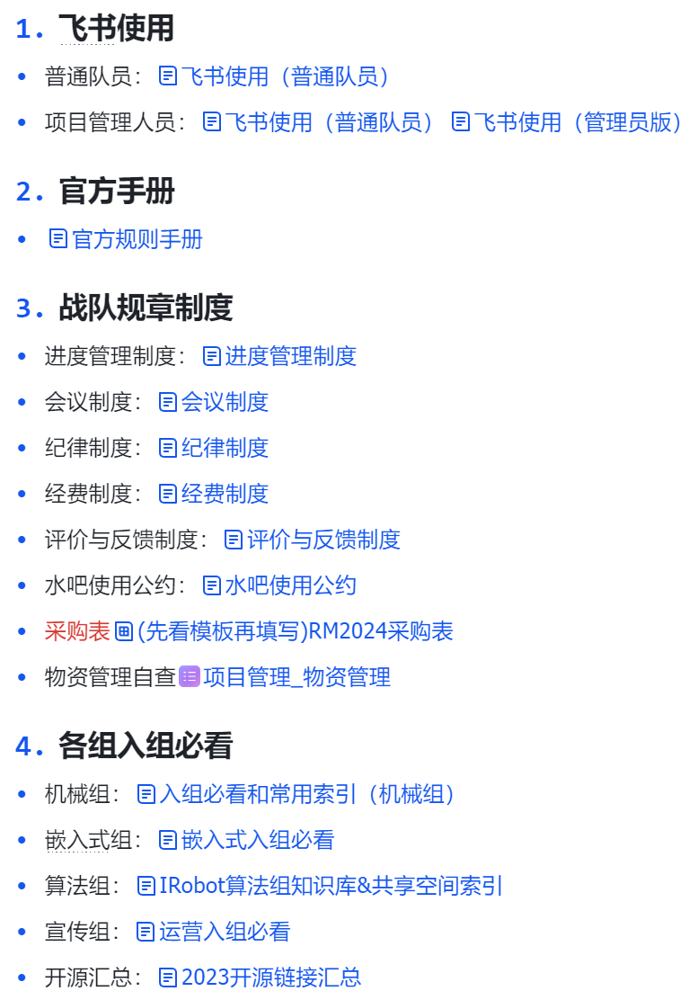 1. 飞书使用
• 普通队员：飞书使用（普通队员）
• 项目管理人员：飞书使用（普通队员） 飞书使用（管理员版）
2. 官方手册
• 官方规则手册
3. 战队规章制度
• 进度管理制度：进度管理制度
• 会议制度：会议制度
• 纪律制度：纪律制度
• 经费制度：经费制度
• 评价与反馈制度：评价与反馈制度
• 水吧使用公约：水吧使用公约
• 采购表(先看模板再填写)RM2024采购表
• 物资管理自查项目管理_物资管理
4. 各组入组必看
• 机械组：入组必看和常用索引（机械组）
• 嵌入式组：嵌入式入组必看
• 算法组：IRobot算法组知识库&共享空间索引
• 宣传组：运营入组必看
• 开源汇总：2023开源链接汇总